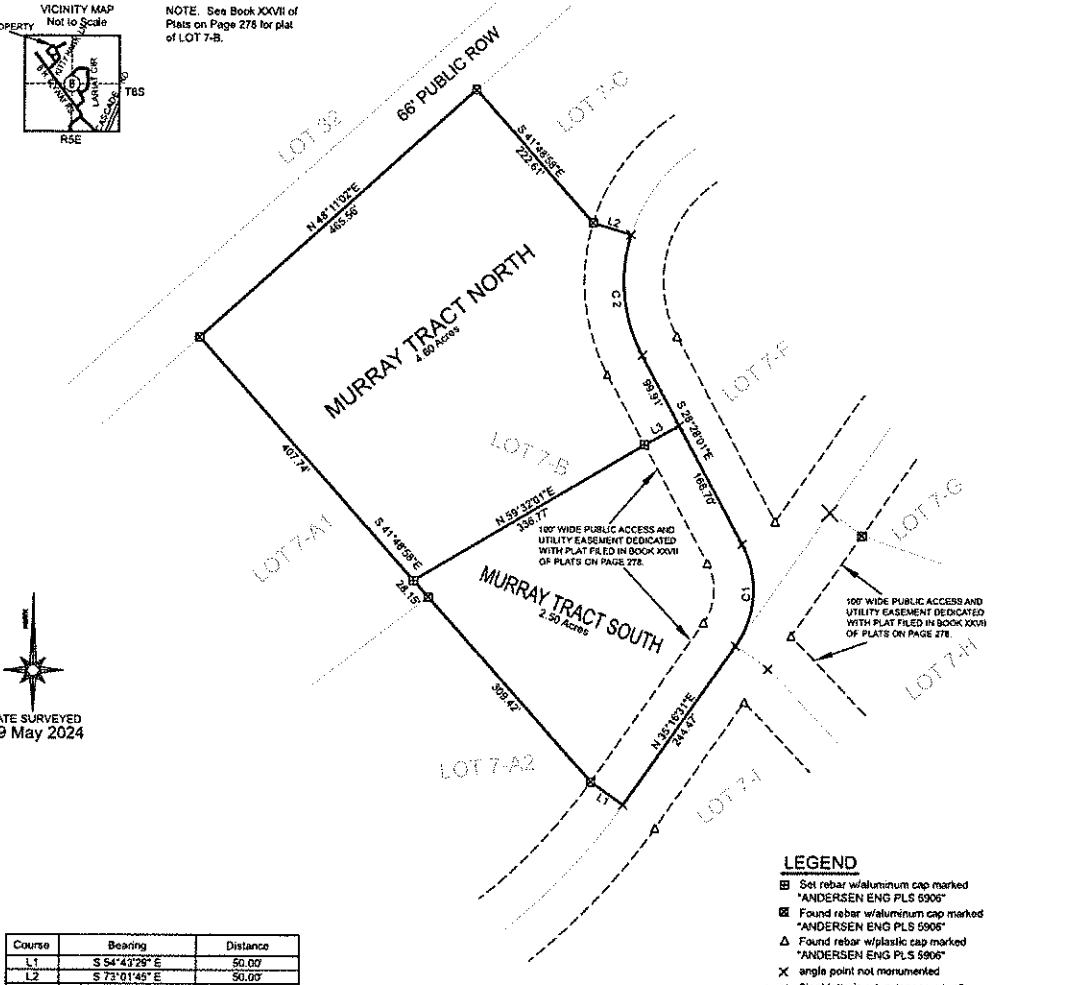 VICINITY MAP
Not to Scale
OPERTY
LARIAT CIR
T8S
R5E
NOTE. See Book XXVII of
Plats on Page 278 for plat
of LOT 7-B.
66' PUBLIC ROW
LOT 32
LOT 7-C
S 41°48'58"E
222.61'
N 48°11'02"E
465.56'
L2
C2
MURRAY TRACT NORTH
4.60 Acres
LOT 7-F
99.91'
S 28°28'01"E
L3
LOT 7-B
407.74'
166.70'
N 59°32'01"E
336.77'
LOT 7-G
LOT 7-A1
S 41°48'58"E
100' WIDE PUBLIC ACCESS AND
UTILITY EASEMENT DEDICATED
WITH PLAT FILED IN BOOK XXVII
OF PLATS ON PAGE 278.
28.15'
MURRAY TRACT SOUTH
2.50 Acres
C1
100' WIDE PUBLIC ACCESS AND
UTILITY EASEMENT DEDICATED
WITH PLAT FILED IN BOOK XXVII
OF PLATS ON PAGE 278.
LOT 7-H
309.42'
N 35°16'31"E
244.47'
ATE SURVEYED
9 May 2024
LOT 7-A2
L1
LOT 7-I
LEGEND
Set rebar w/aluminum cap marked
"ANDERSEN ENG PLS 5906"
Found rebar w/aluminum cap marked
"ANDERSEN ENG PLS 5906"
Found rebar w/plastic cap marked
"ANDERSEN ENG PLS 5906"
angle point not monumented
Course Bearing Distance
L1 S 54°43'29" E 50.00'
L2 S 73°01'45" E 50.00'